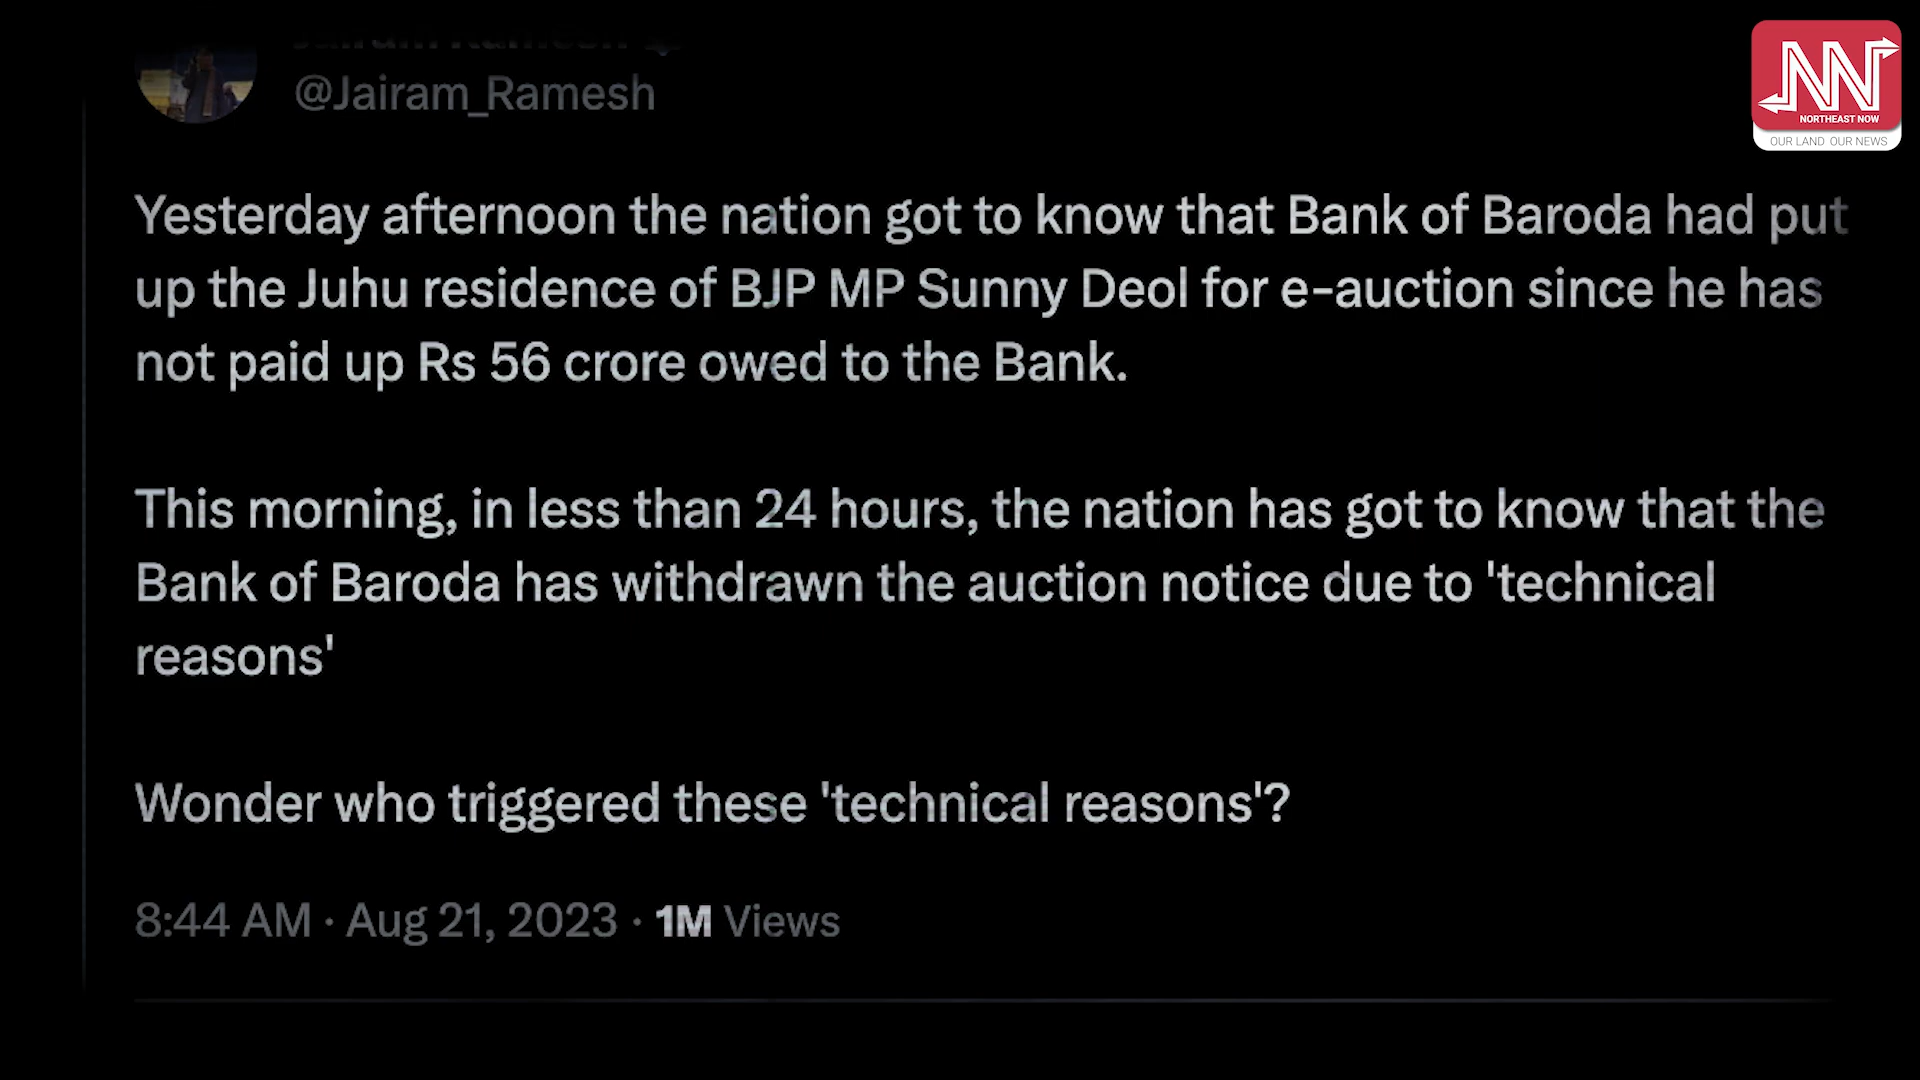 @Jairam_Ramesh
NORTHEAST NOW
OUR LAND OUR NEWS
Yesterday afternoon the nation got to know that Bank of Baroda had put
up the Juhu residence of BJP MP Sunny Deol for e-auction since he has
not paid up Rs 56 crore owed to the Bank.
This morning, in less than 24 hours, the nation has got to know that the
Bank of Baroda has withdrawn the auction notice due to 'technical
reasons'
Wonder who triggered these 'technical reasons'?
8:44 AM · Aug 21, 2023 · 1M Views